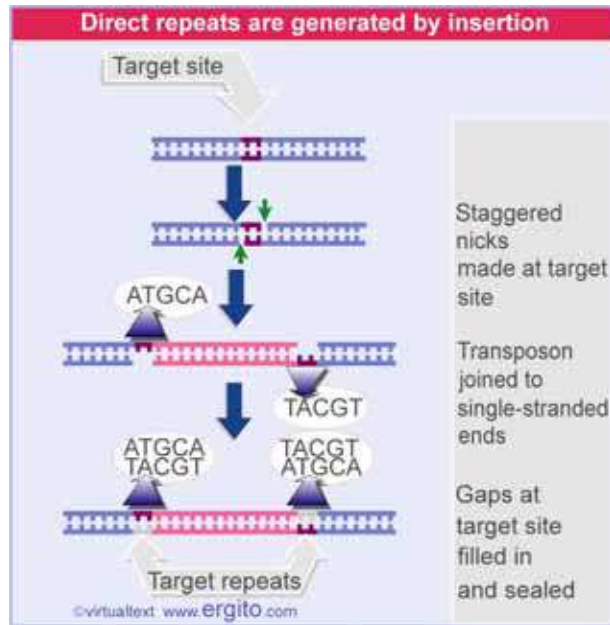 Direct repeats are generated by insertion
Target site
Staggered
nicks
made at target
site
ATGCA
Transposon
joined to
single-stranded
ends
TACGT
ATGCA
TACGT
TACGT
ATGCA
Gaps at
target site
filled in
and sealed
Target repeats
©virtualtext www.ergito.com